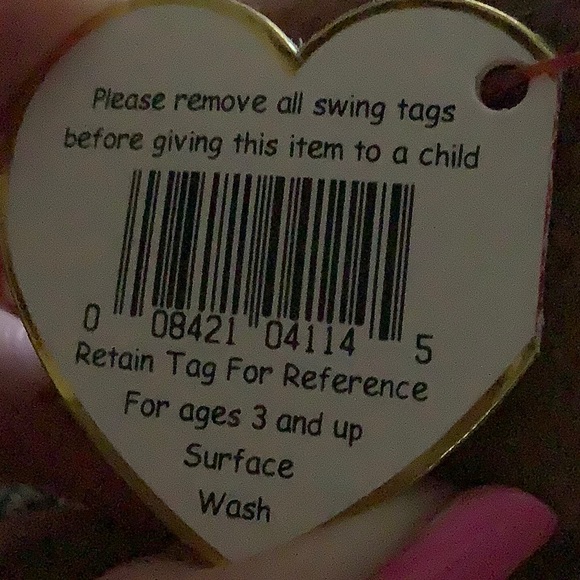 Please remove all swing tags
before giving this item to a child
0 08421 04114 5
Retain Tag For Reference
For ages 3 and up
Surface
Wash